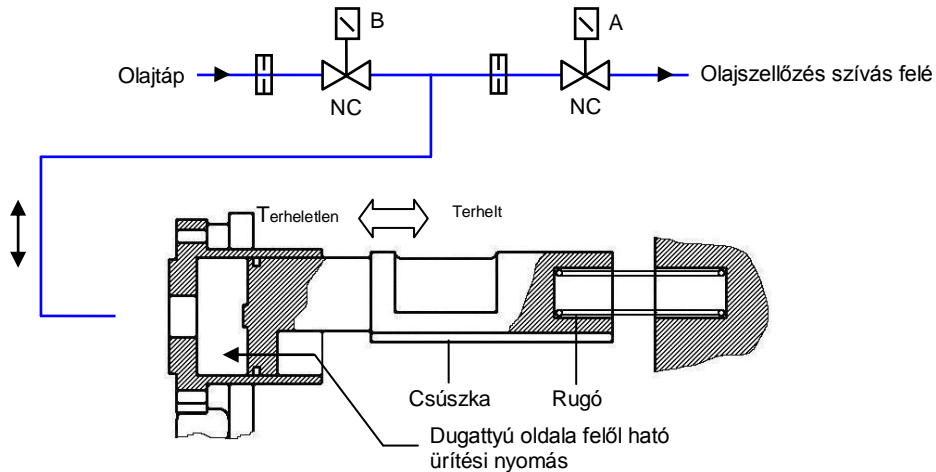 B
A
Olajtáp
Olajszellőzés szívás felé
NC
NC
Terheletlen
Terhelt
Csúszka
Rugó
Dugattyú oldala felől ható
ürítési nyomás